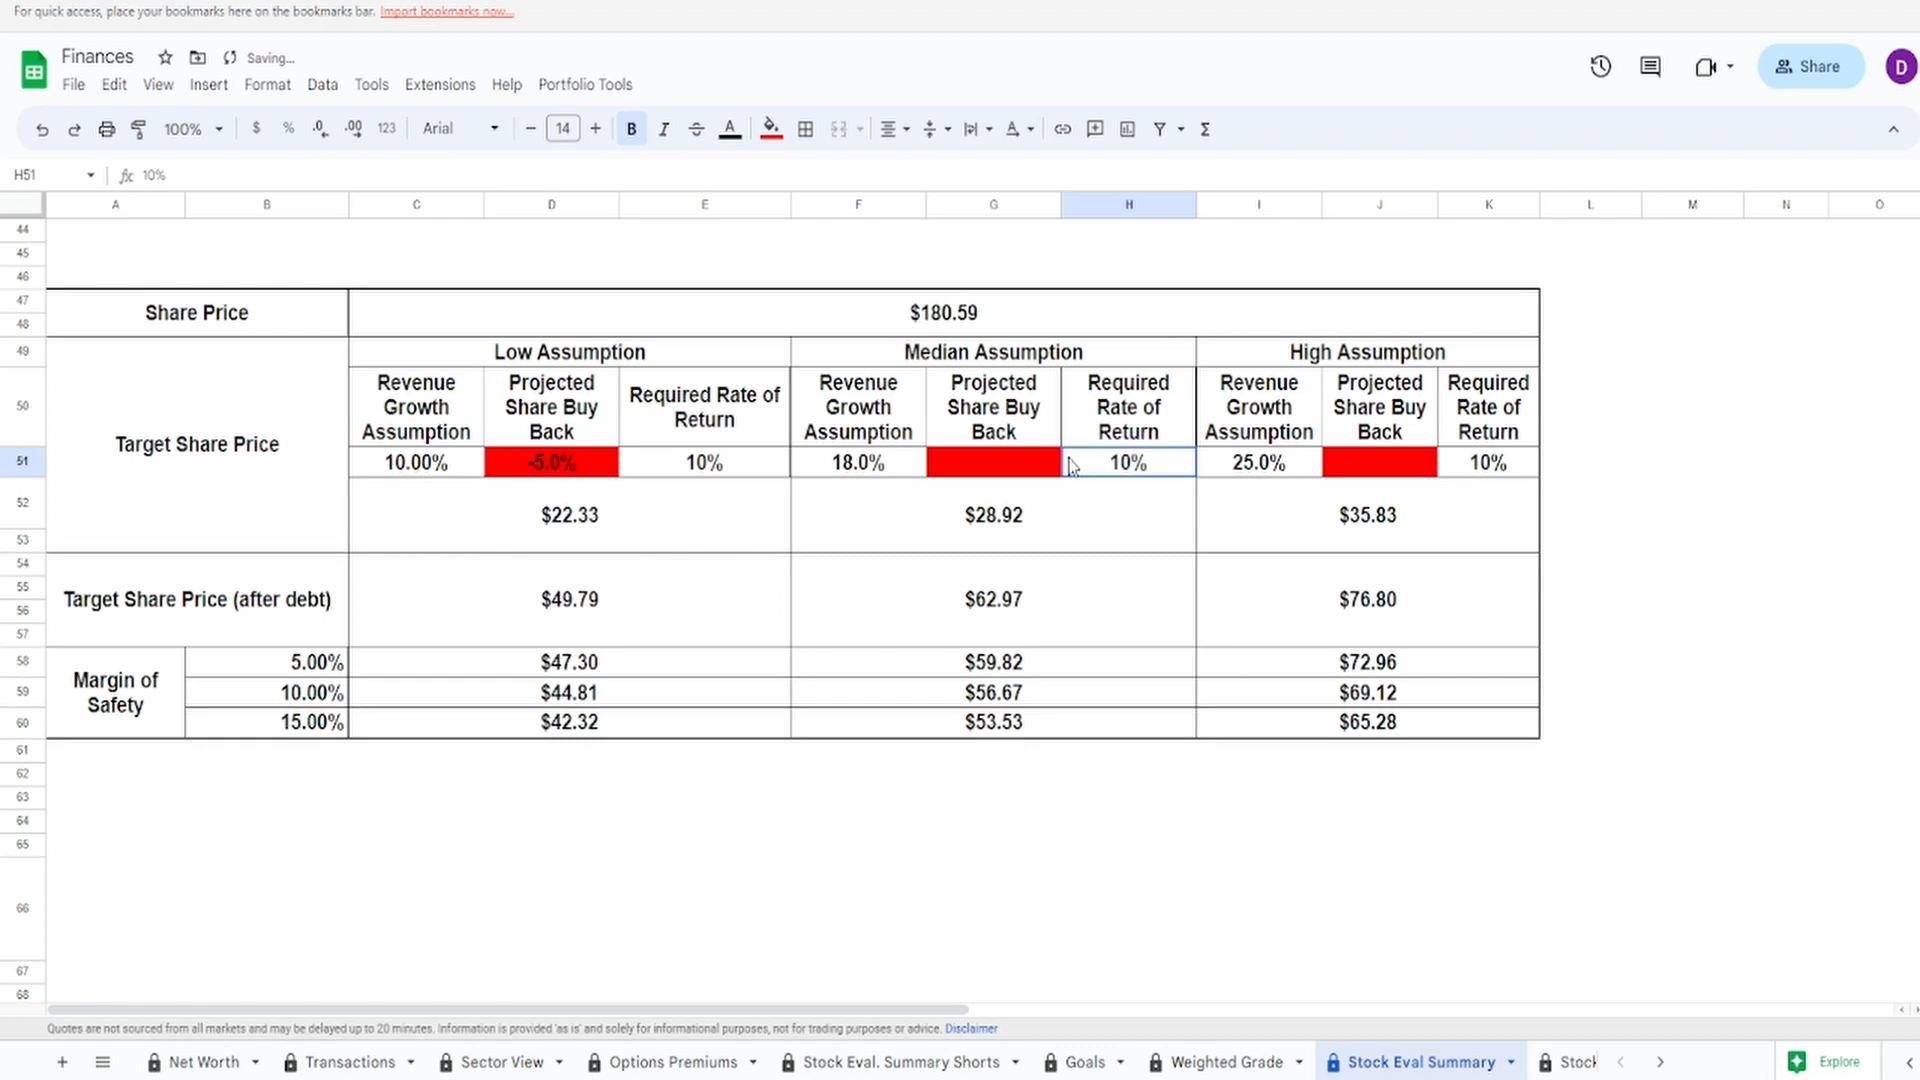 For quick access, place your bookmarks here on the bookmarks bar. Import bookmarks now...
Finances Saving...
File Edit View Insert Format Data Tools Extensions Help Portfolio Tools
Share
D
100% $ % .0 .00 123 Arial 14 B I A Σ
H51 fx 10%
A B C D E F G H I J K L M N O
44
45
46
47
48
49
50
51
52
53
54
55
56
57
58
59
60
61
62
63
64
65
66
67
68
Share Price $180.59
Target Share Price
Low Assumption Median Assumption High Assumption
Revenue Growth Assumption Projected Share Buy Back Required Rate of Return Revenue Growth Assumption Projected Share Buy Back Required Rate of Return Revenue Growth Assumption Projected Share Buy Back Required Rate of Return
10.00% -5.0% 10% 18.0% 10% 25.0% 10%
$22.33 $28.92 $35.83
Target Share Price (after debt) $49.79 $62.97 $76.80
Margin of Safety
5.00% $47.30 $59.82 $72.96
10.00% $44.81 $56.67 $69.12
15.00% $42.32 $53.53 $65.28
Quotes are not sourced from all markets and may be delayed up to 20 minutes. Information is provided 'as is' and solely for informational purposes, not for trading purposes or advice. Disclaimer
Net Worth Transactions Sector View Options Premiums Stock Eval. Summary Shorts Goals Weighted Grade Stock Eval Summary Stock Explore